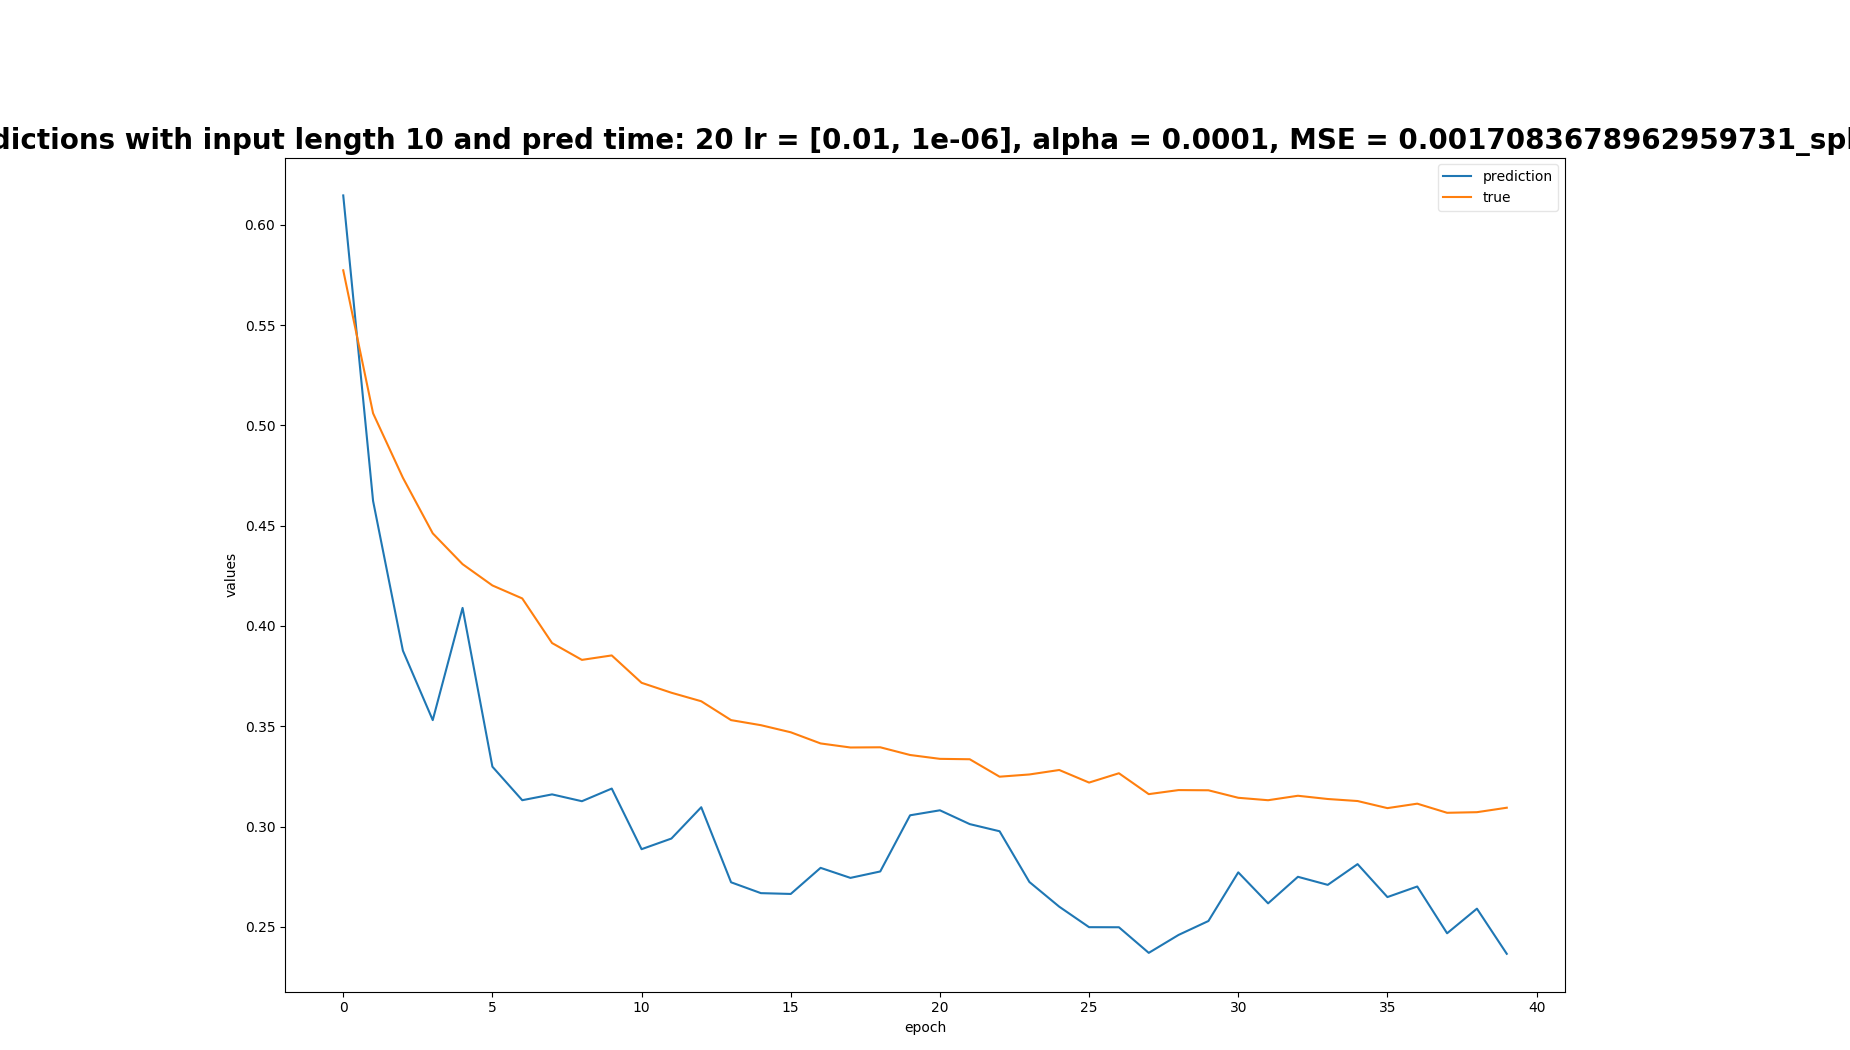 dictions with input length 10 and pred time: 20 lr = [0.01, 1e-06], alpha = 0.0001, MSE = 0.0017083678962959731_spl
prediction
true
0.60
0.55
0.50
0.45
0.40
0.35
0.30
0.25
values
0 5 10 15 20 25 30 35 40
epoch